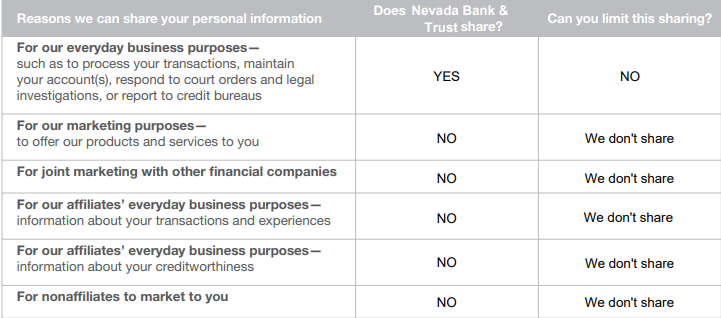 Reasons we can share your personal information
Does Nevada Bank &
Trust share?
Can you limit this sharing?
For our everyday business purposes—
such as to process your transactions, maintain
your account(s), respond to court orders and legal
investigations, or report to credit bureaus
YES
NO
For our marketing purposes—
to offer our products and services to you
NO
We don't share
For joint marketing with other financial companies
NO
We don't share
For our affiliates' everyday business purposes—
information about your transactions and experiences
NO
We don't share
For our affiliates' everyday business purposes—
information about your creditworthiness
NO
We don't share
For nonaffiliates to market to you
NO
We don't share